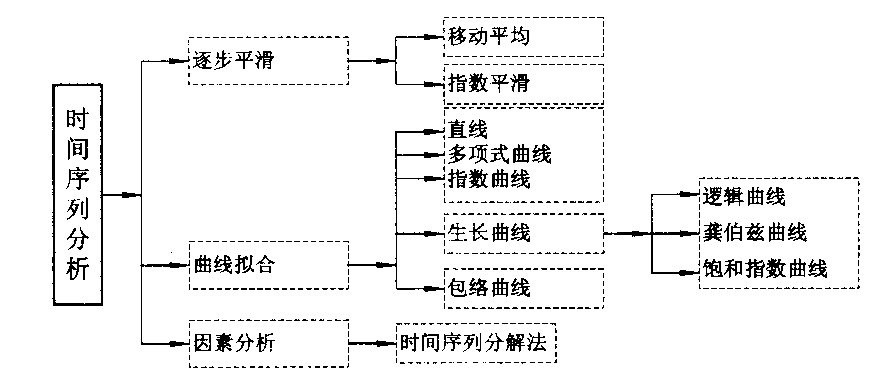 时间序列分析
逐步平滑
移动平均
指数平滑
曲线拟合
直线
多项式曲线
指数曲线
生长曲线
包络曲线
逻辑曲线
龚伯兹曲线
饱和指数曲线
因素分析
时间序列分解法